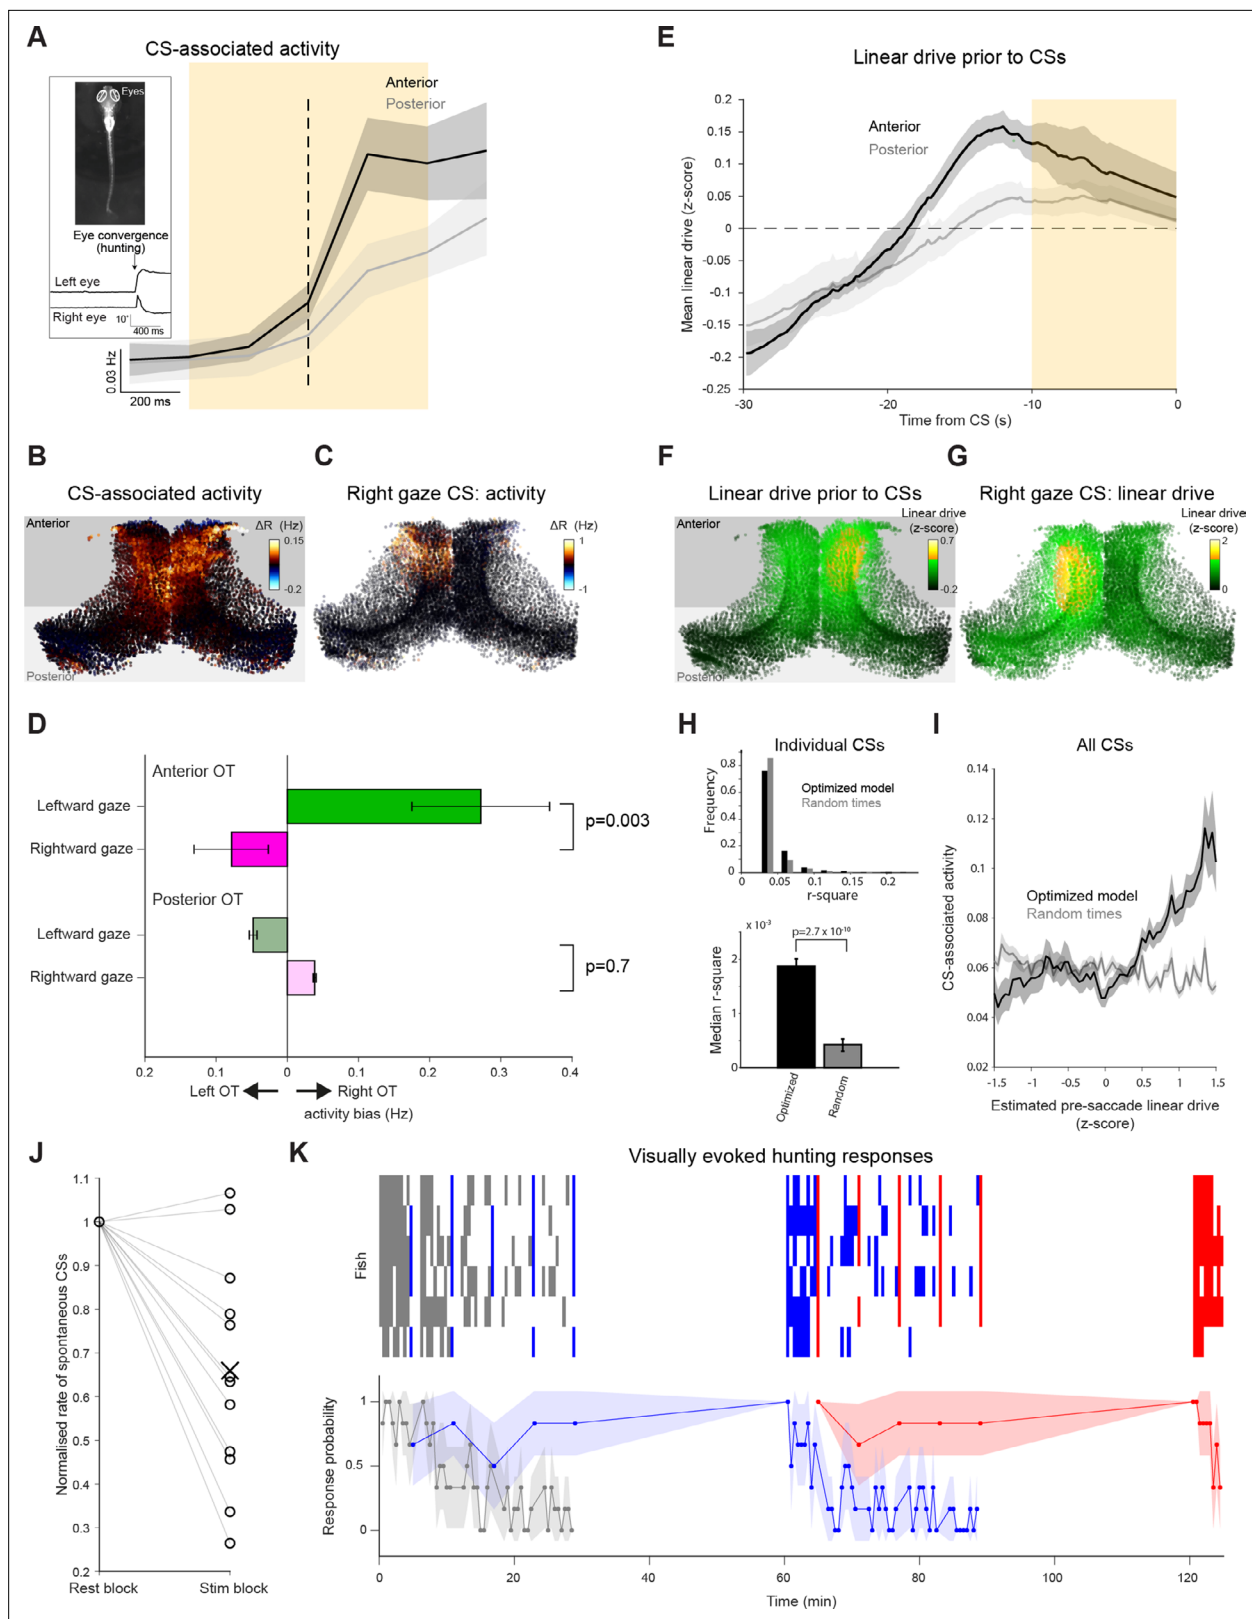 A
CS-associated activity
Eyes
Anterior
Posterior
Eye convergence
(hunting)
Left eye
Right eye
10°
400 ms
0.03 Hz
200 ms
E
Linear drive prior to CSs
Anterior
Posterior
Mean linear drive (z-score)
0.2
0.15
0.1
0.05
0
-0.05
-0.1
-0.15
-0.2
-0.25
-30
-20
-10
0
Time from CS (s)
B
CS-associated activity
Anterior
ΔR (Hz)
0.15
-0.2
Posterior
C
Right gaze CS: activity
ΔR (Hz)
1
-1
F
Linear drive prior to CSs
Anterior
Linear drive
(z-score)
0.7
-0.2
Posterior
G
Right gaze CS: linear drive
Linear drive
(z-score)
2
0
D
Anterior OT
Leftward gaze
Rightward gaze
p=0.003
Posterior OT
Leftward gaze
Rightward gaze
p=0.7
0.2
0.1
0
0.1
0.2
0.3
0.4
Left OT
Right OT
activity bias (Hz)
H
Individual CSs
Optimized model
Random times
Frequency
0.8
0.6
0.4
0.2
0
0
0.05
0.1
0.15
0.2
r-square
x 10-3
p=2.7 x 10-10
Median r-square
2
1
0
Optimized
Random
I
All CSs
Optimized model
Random times
CS-associated activity
0.14
0.12
0.1
0.08
0.06
0.04
0.02
-1.5
-1
-0.5
0
0.5
1
1.5
Estimated pre-saccade linear drive
(z-score)
J
Normalised rate of spontaneous CSs
1.1
1
0.9
0.8
0.7
0.6
0.5
0.4
0.3
0.2
Rest block
Stim block
K
Visually evoked hunting responses
Fish
Response probability
1
0.5
0
0
20
40
60
80
100
120
Time (min)